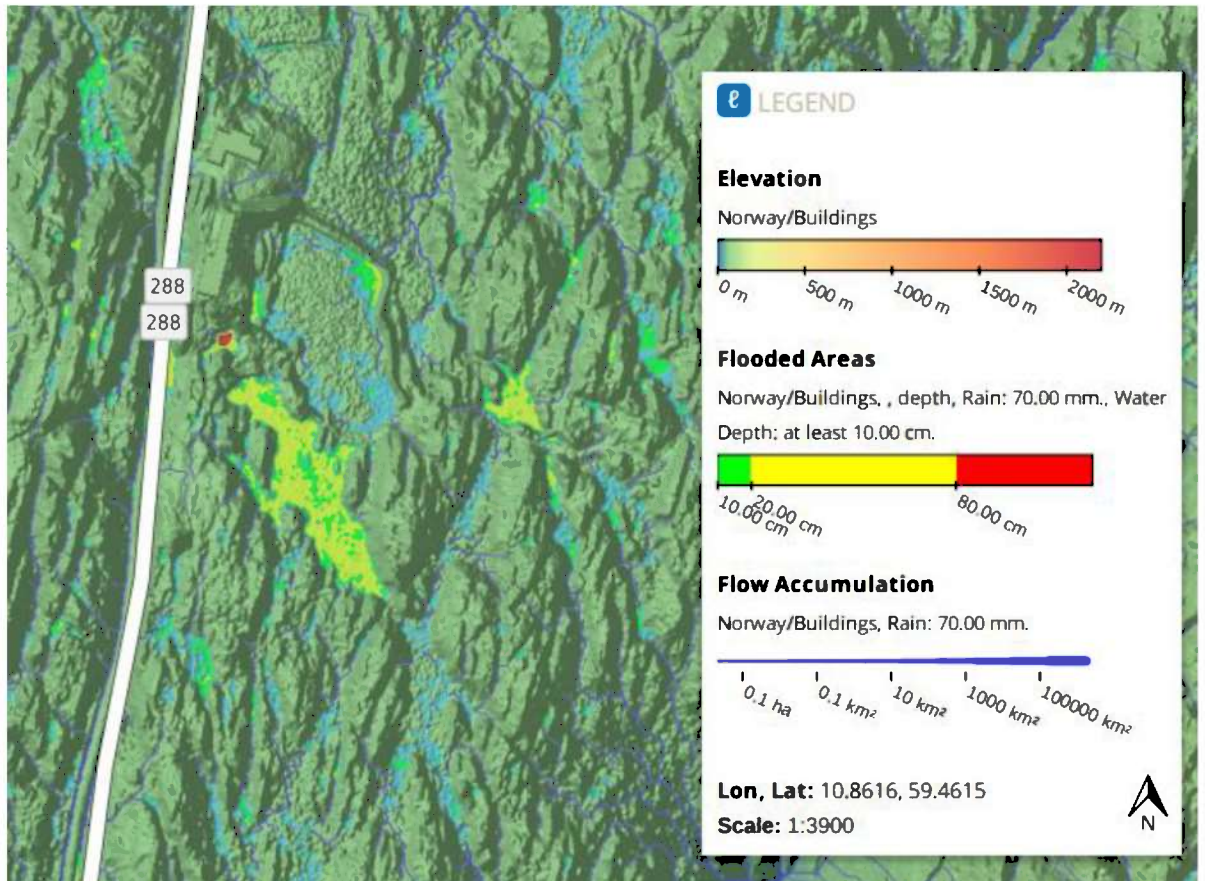 288
288
ℓ LEGEND
Elevation
Norway/Buildings
0 m 500 m 1000 m 1500 m 2000 m
Flooded Areas
Norway/Buildings, , depth, Rain: 70.00 mm., Water
Depth: at least 10.00 cm.
10.00 cm 20.00 cm 80.00 cm
Flow Accumulation
Norway/Buildings, Rain: 70.00 mm.
0.1 ha 0.1 km² 10 km² 1000 km² 100000 km²
Lon, Lat: 10.8616, 59.4615
Scale: 1:3900
N